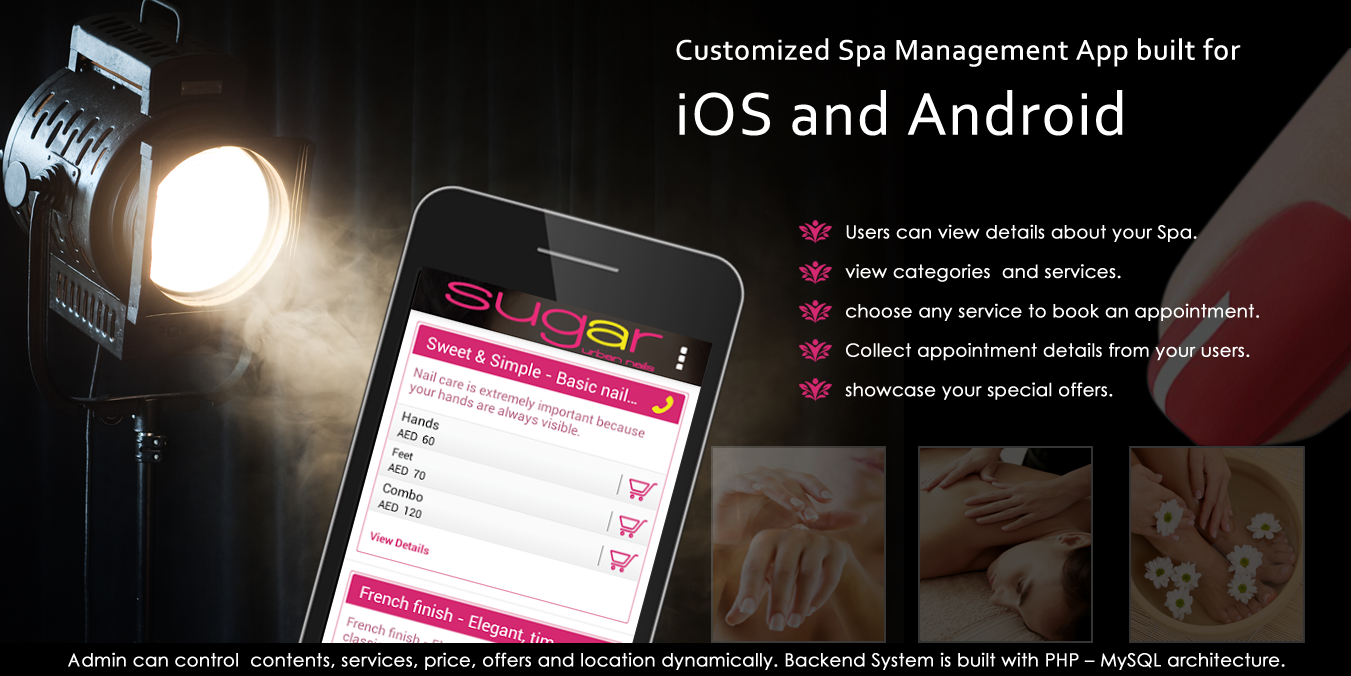 Customized Spa Management App built for
iOS and Android
Users can view details about your Spa.
view categories  and services.
choose any service to book an appointment.
Collect appointment details from your users.
showcase your special offers.
sugar
urban nails
Sweet & Simple - Basic nail...
Nail care is extremely important because
your hands are always visible.
Hands
AED 60
Feet
AED 70
Combo
AED 120
View Details
French finish - Elegant,
French finish -
Admin can control  contents, services, price, offers and location dynamically. Backend System is built with PHP – MySQL architecture.